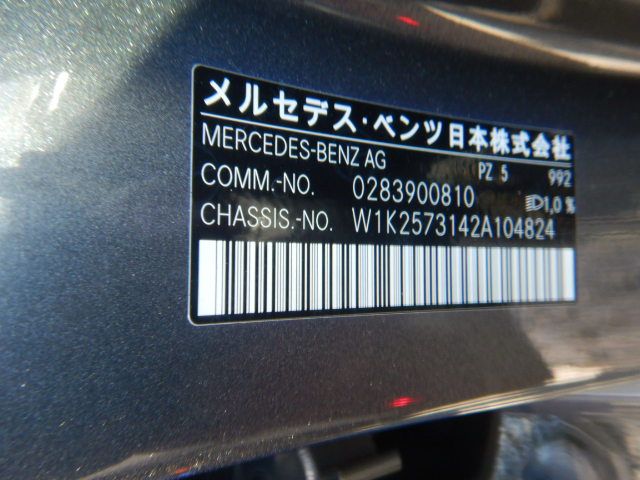 メルセデス・ベンツ日本株式会社
MERCEDES-BENZ AG PZ 5 992
COMM.-NO. 0283900810 1,0 %
CHASSIS.-NO. W1K2573142A104824